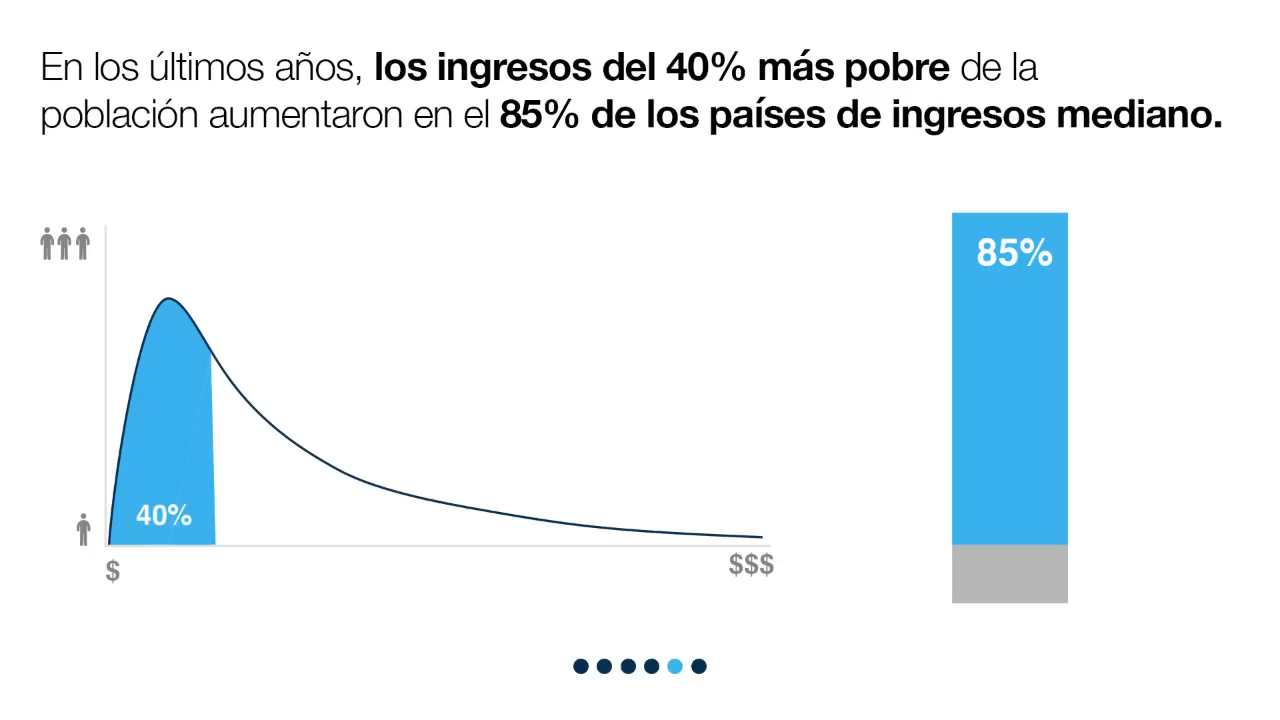 En los últimos años, los ingresos del 40% más pobre de la
población aumentaron en el 85% de los países de ingresos mediano.
85%
40%
$
$$$